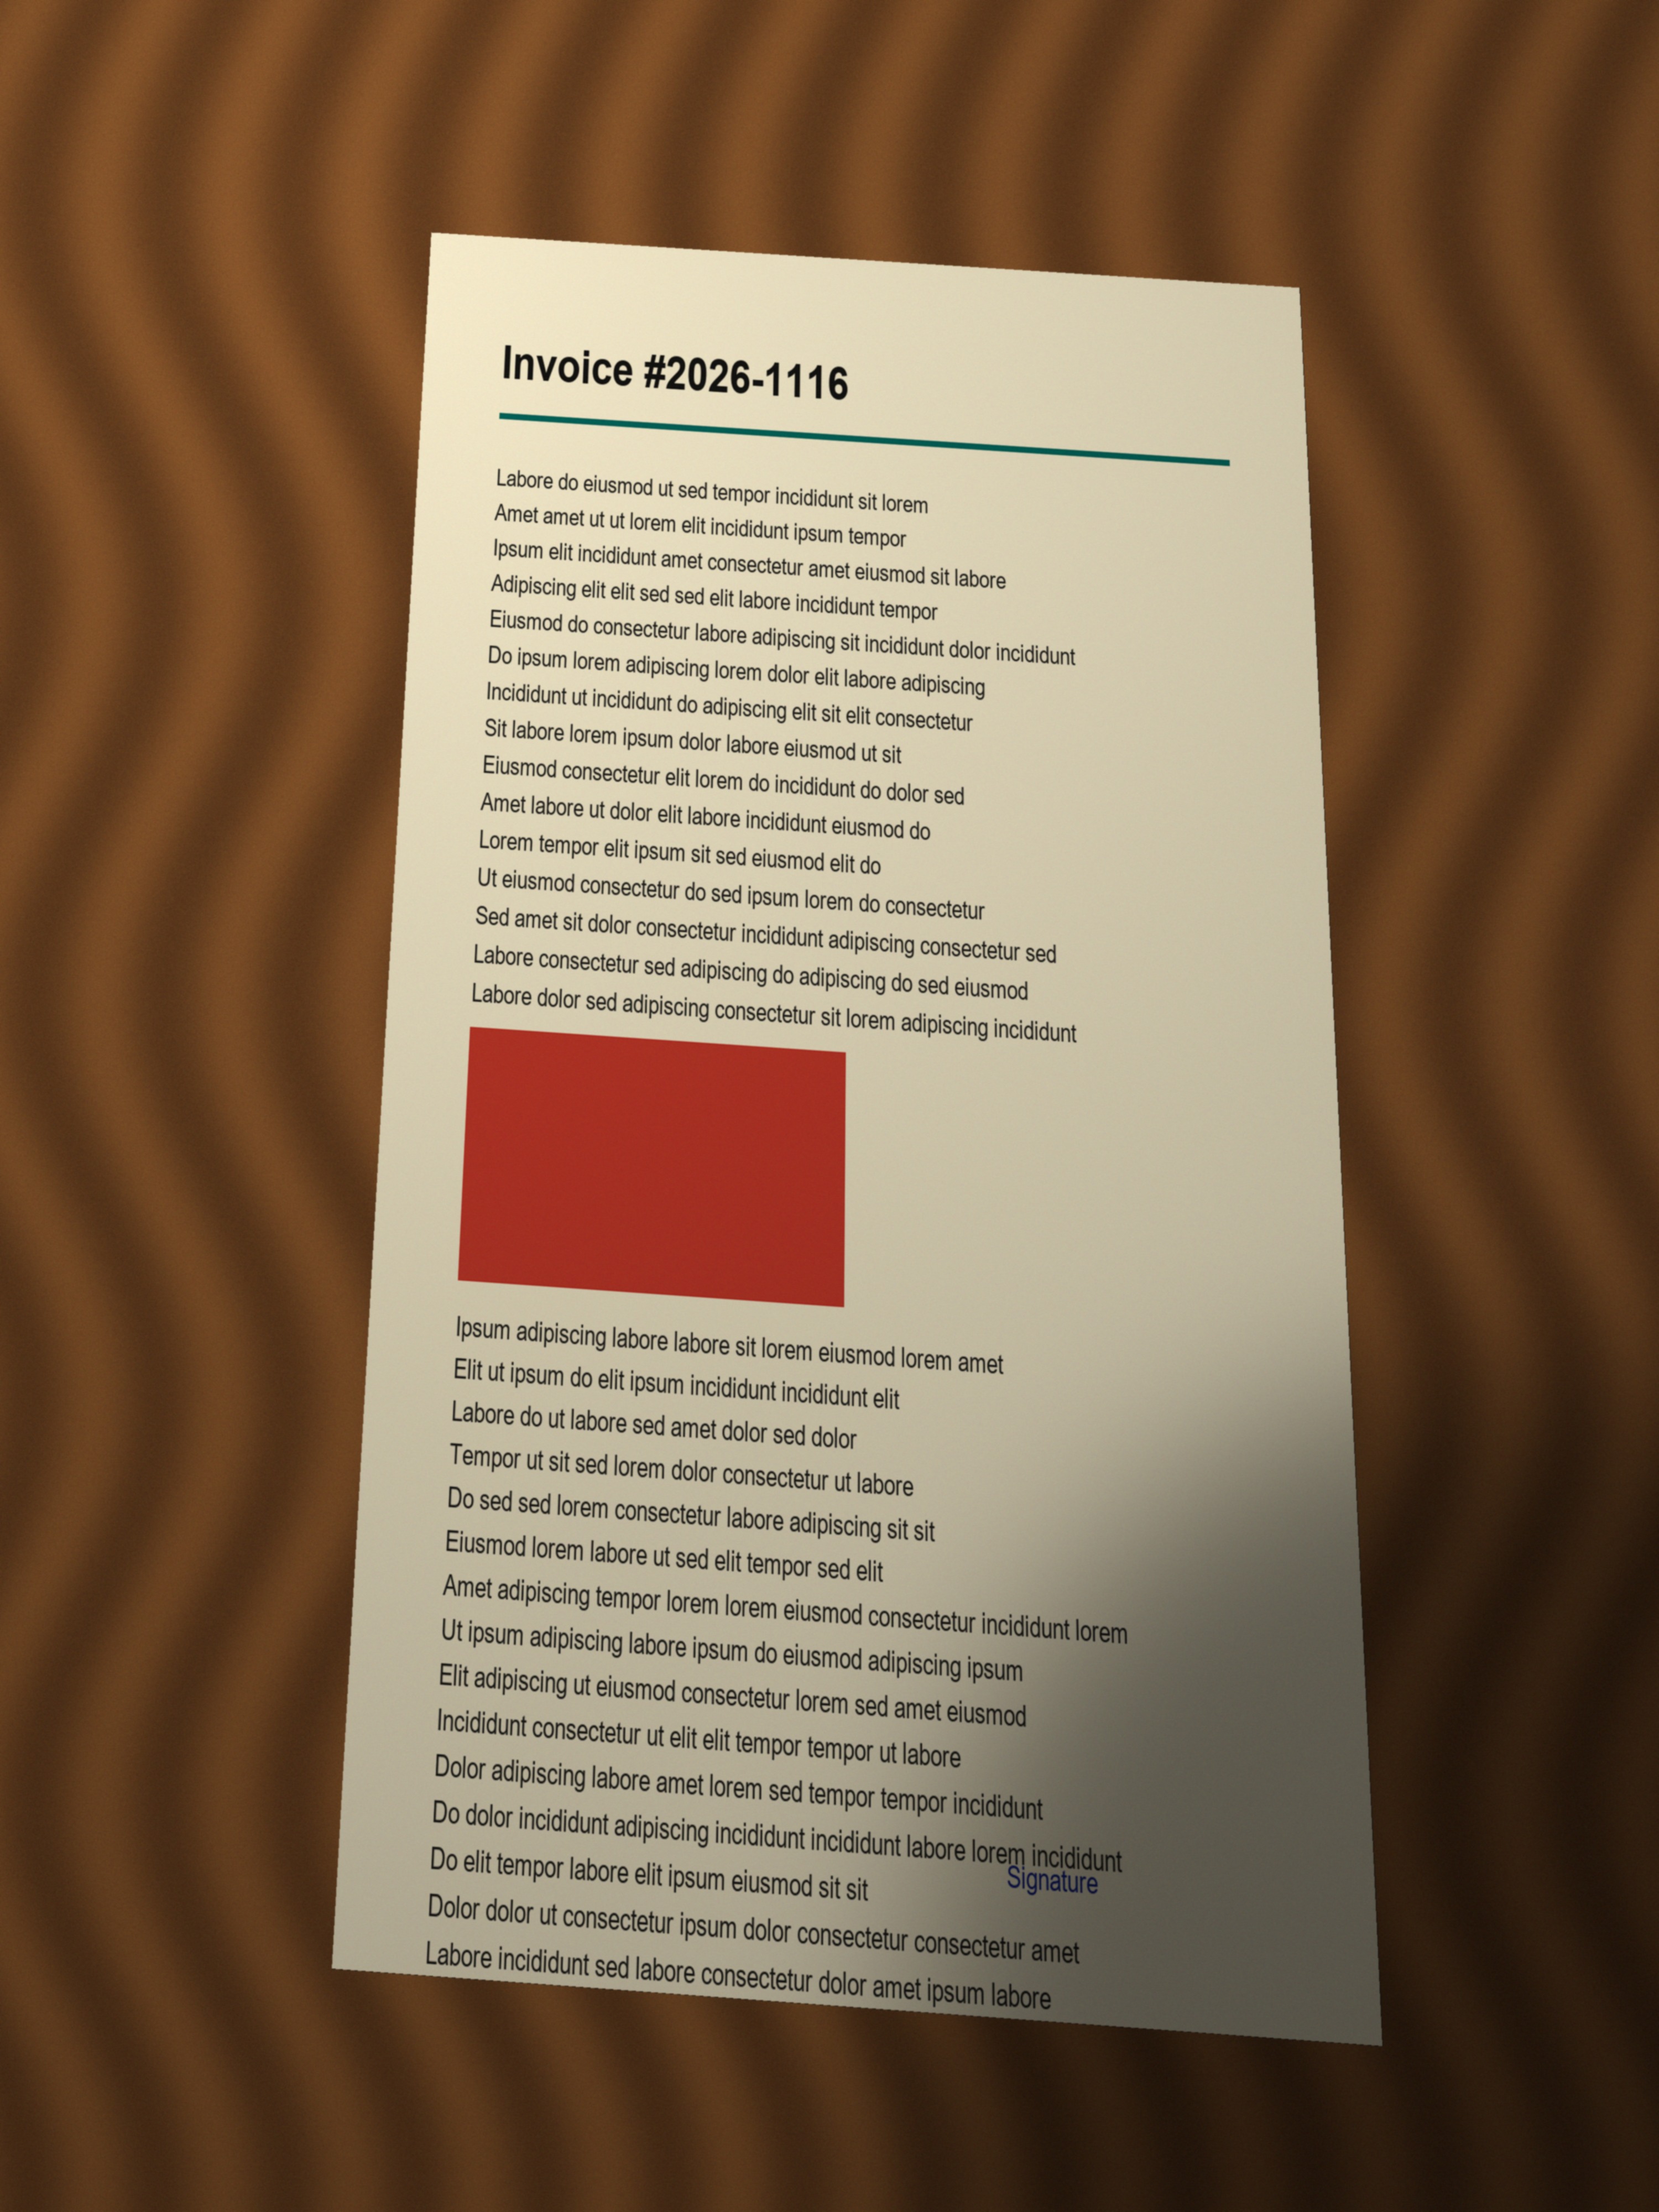 Invoice #2026-1116
Labore do eiusmod ut sed tempor incididunt sit lorem
Amet amet ut ut lorem elit incididunt ipsum tempor
Ipsum elit incididunt amet consectetur amet eiusmod sit labore
Adipiscing elit elit sed sed elit labore incididunt tempor
Eiusmod do consectetur labore adipiscing sit incididunt dolor incididunt
Do ipsum lorem adipiscing lorem dolor elit labore adipiscing
Incididunt ut incididunt do adipiscing elit sit elit consectetur
Sit labore lorem ipsum dolor labore eiusmod ut sit
Eiusmod consectetur elit lorem do incididunt do dolor sed
Amet labore ut dolor elit labore incididunt eiusmod do
Lorem tempor elit ipsum sit sed eiusmod elit do
Ut eiusmod consectetur do sed ipsum lorem do consectetur
Sed amet sit dolor consectetur incididunt adipiscing consectetur sed
Labore consectetur sed adipiscing do adipiscing do sed eiusmod
Labore dolor sed adipiscing consectetur sit lorem adipiscing incididunt
Ipsum adipiscing labore labore sit lorem eiusmod lorem amet
Elit ut ipsum do elit ipsum incididunt incididunt elit
Labore do ut labore sed amet dolor sed dolor
Tempor ut sit sed lorem dolor consectetur ut labore
Do sed sed lorem consectetur labore adipiscing sit sit
Eiusmod lorem labore ut sed elit tempor sed elit
Amet adipiscing tempor lorem lorem eiusmod consectetur incididunt lorem
Ut ipsum adipiscing labore ipsum do eiusmod adipiscing ipsum
Elit adipiscing ut eiusmod consectetur lorem sed amet eiusmod
Incididunt consectetur ut elit elit tempor tempor ut labore
Dolor adipiscing labore amet lorem sed tempor tempor incididunt
Do dolor incididunt adipiscing incididunt incididunt labore lorem incididunt
Signature
Do elit tempor labore elit ipsum eiusmod sit sit
Dolor dolor ut consectetur ipsum dolor consectetur consectetur amet
Labore incididunt sed labore consectetur dolor amet ipsum labore